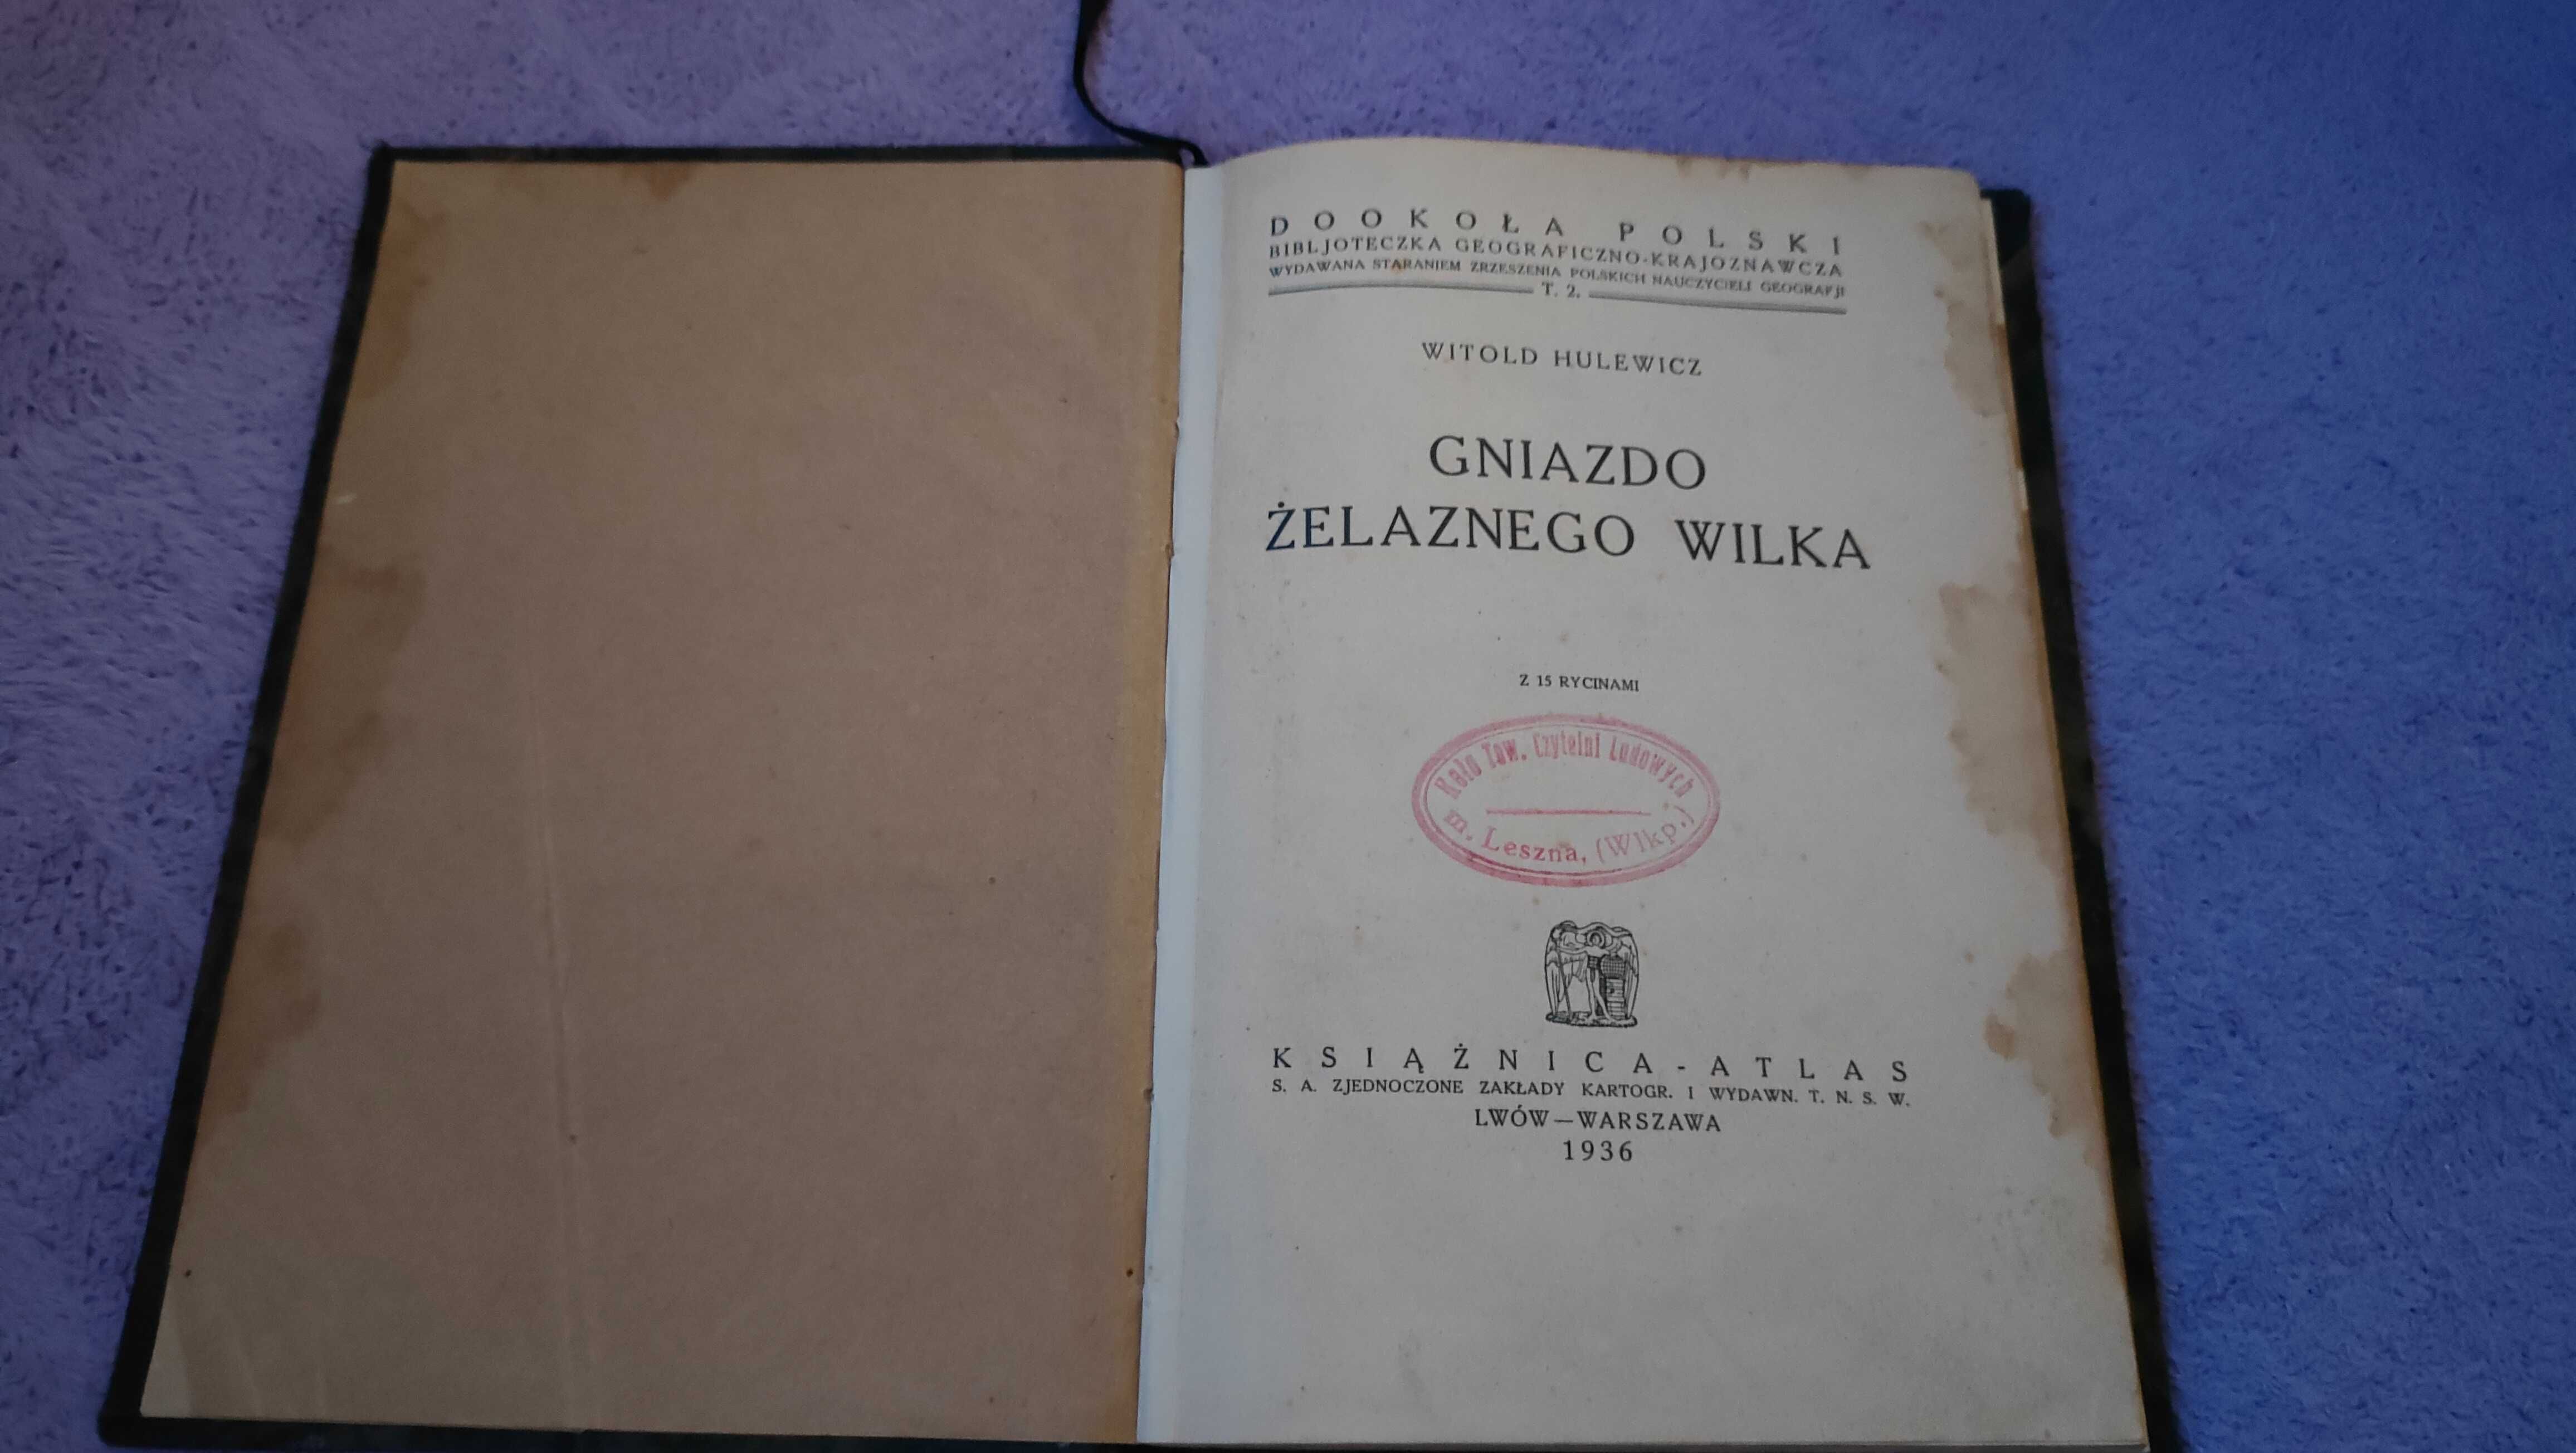 DOOKOŁA POLSKI
BIBLJOTECZKA GEOGRAFICZNO-KRAJOZNAWCZA
WYDAWANA STARANIEM ZRZESZENIA POLSKICH NAUCZYCIELI GEOGRAFJI
T. 2.
WITOLD HULEWICZ
GNIAZDO
ŻELAZNEGO WILKA
Z 15 RYCINAMI
Koło Tow. Czytelni Ludowych
m. Leszna, (Wlkp.)
KSIĄŻNICA-ATLAS
S. A. ZJEDNOCZONE ZAKŁADY KARTOGR. I WYDAWN. T. N. S. W.
LWÓW—WARSZAWA
1936